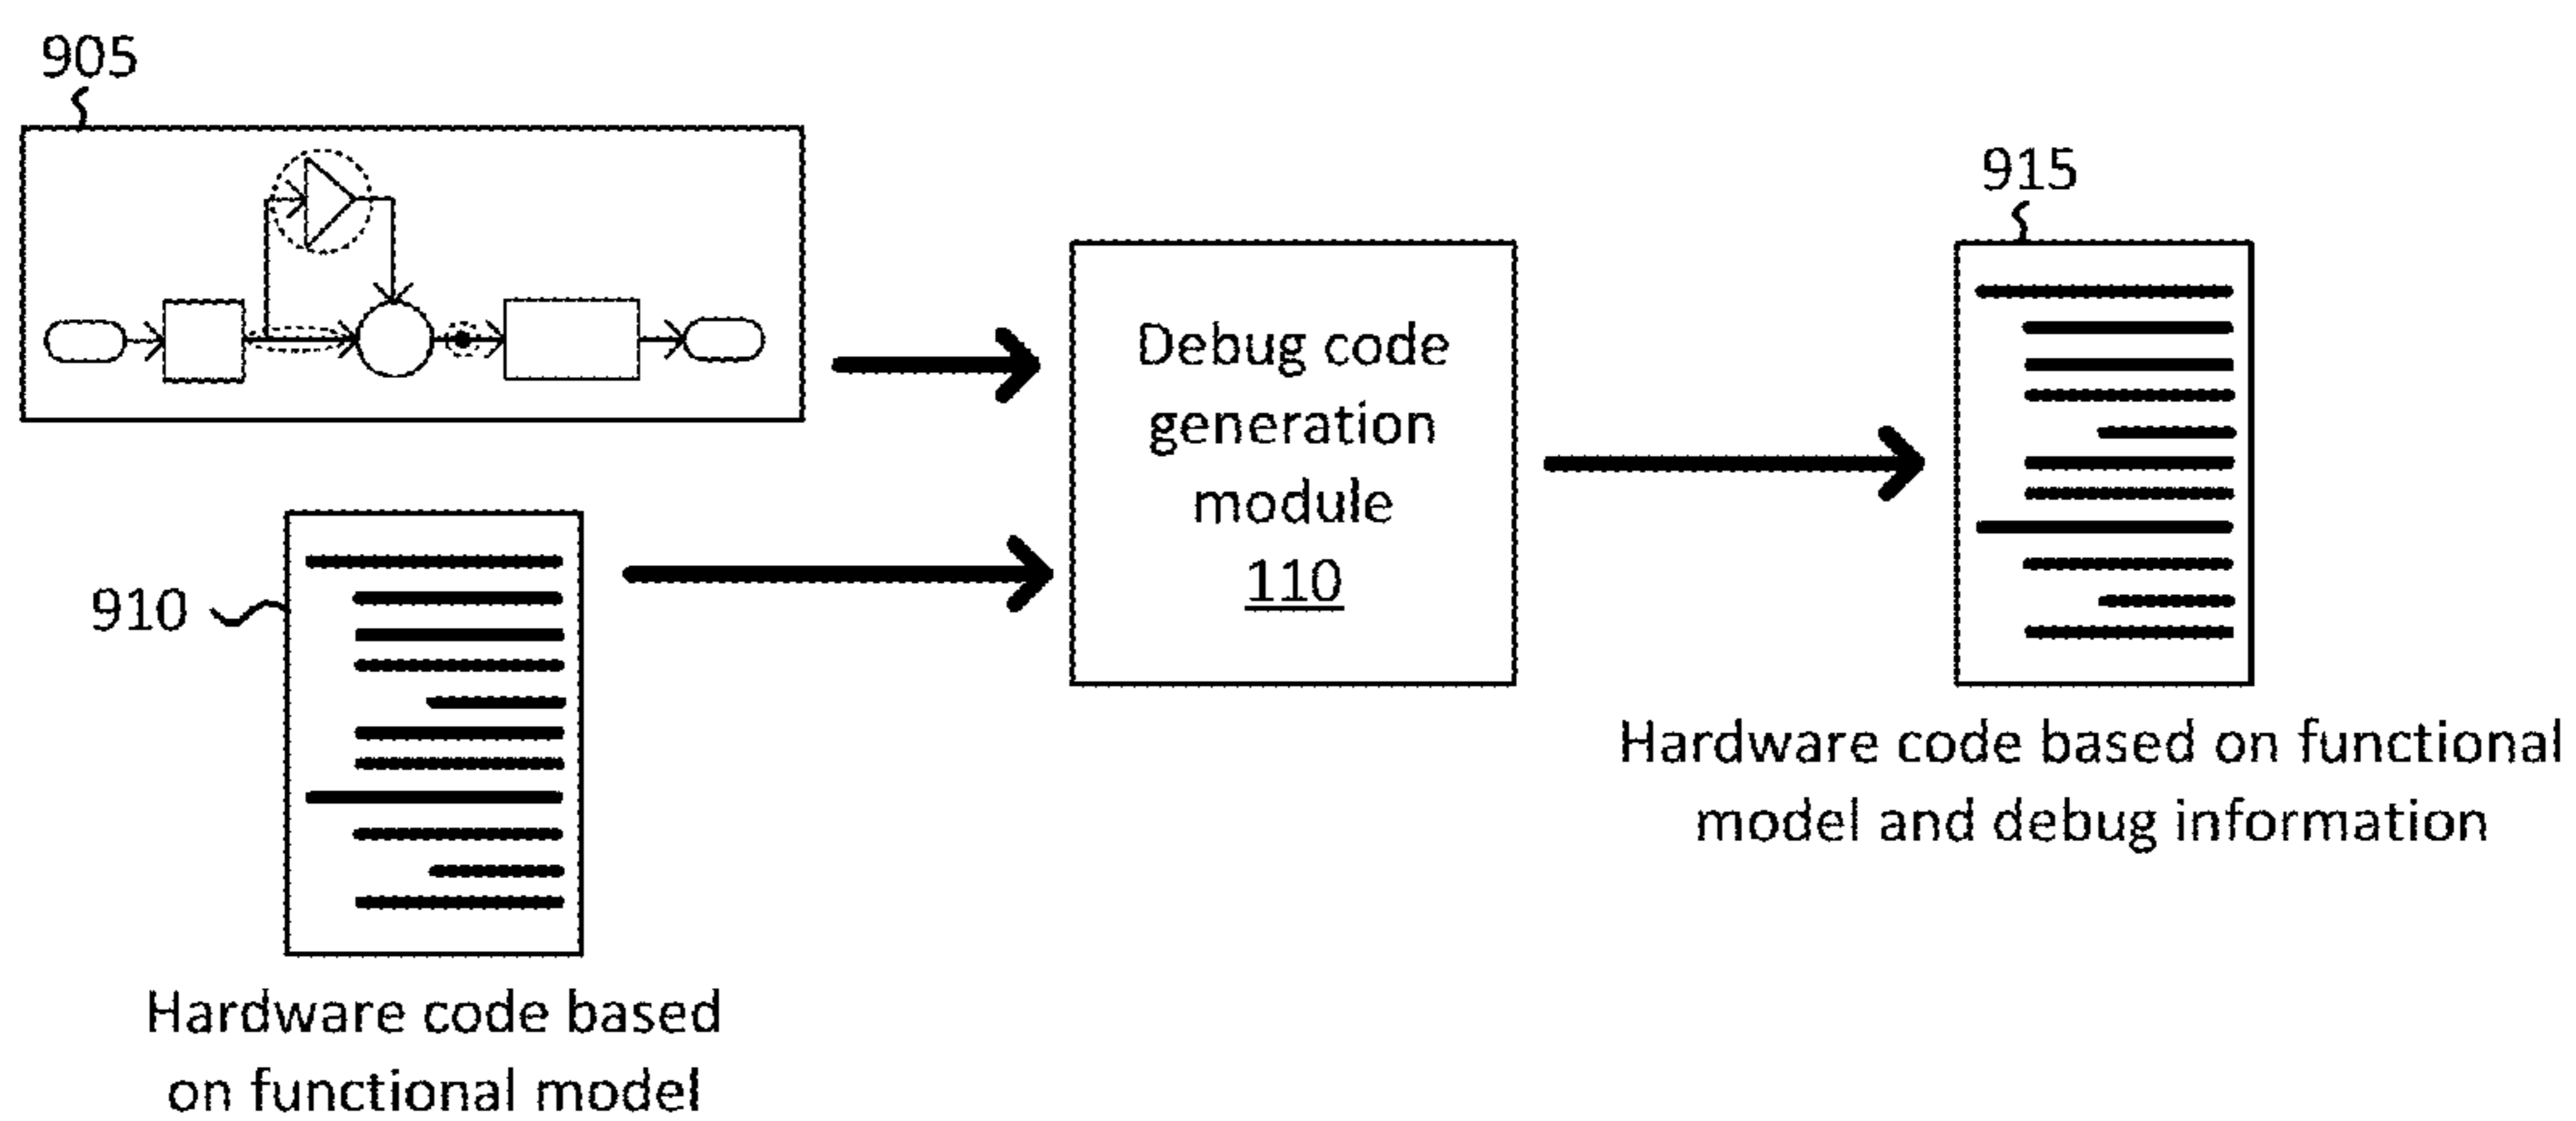 905
915
Debug code
generation
module
110
910
Hardware code based on functional
model and debug information
Hardware code based
on functional model